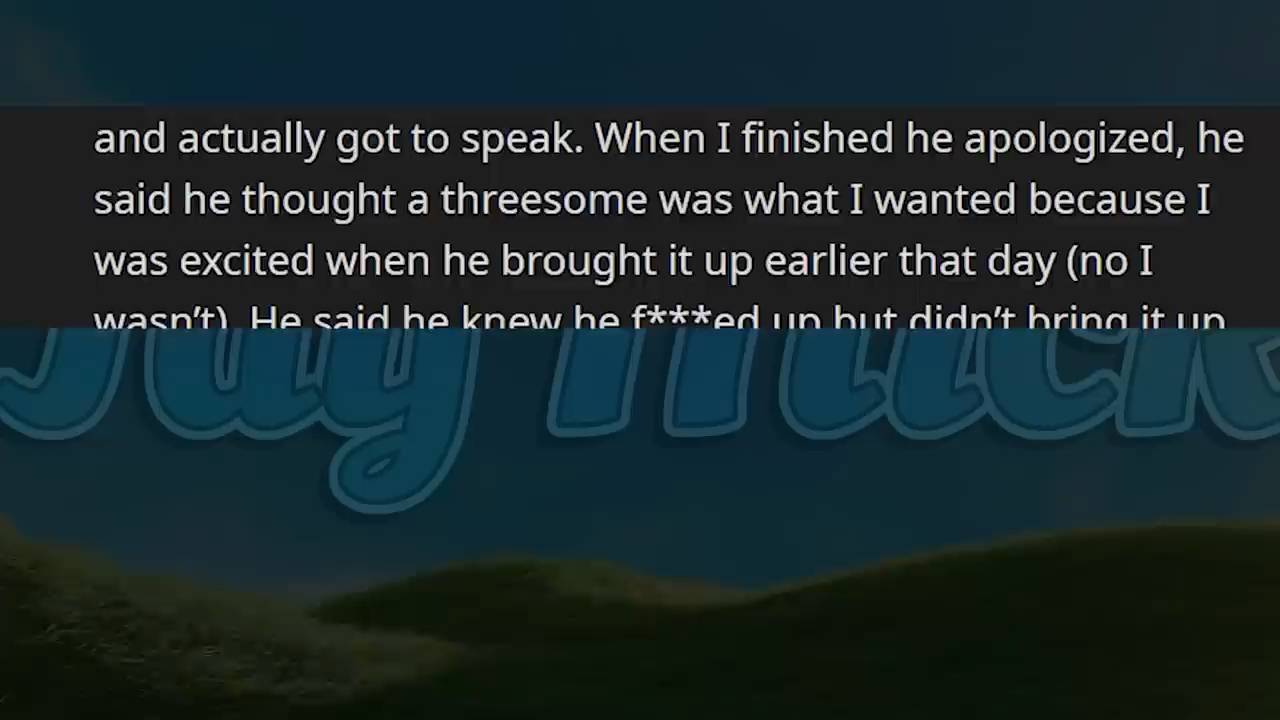 and actually got to speak. When I finished he apologized, he
said he thought a threesome was what I wanted because I
was excited when he brought it up earlier that day (no I
wasn’t). He said he knew he f***ed up but didn’t bring it up